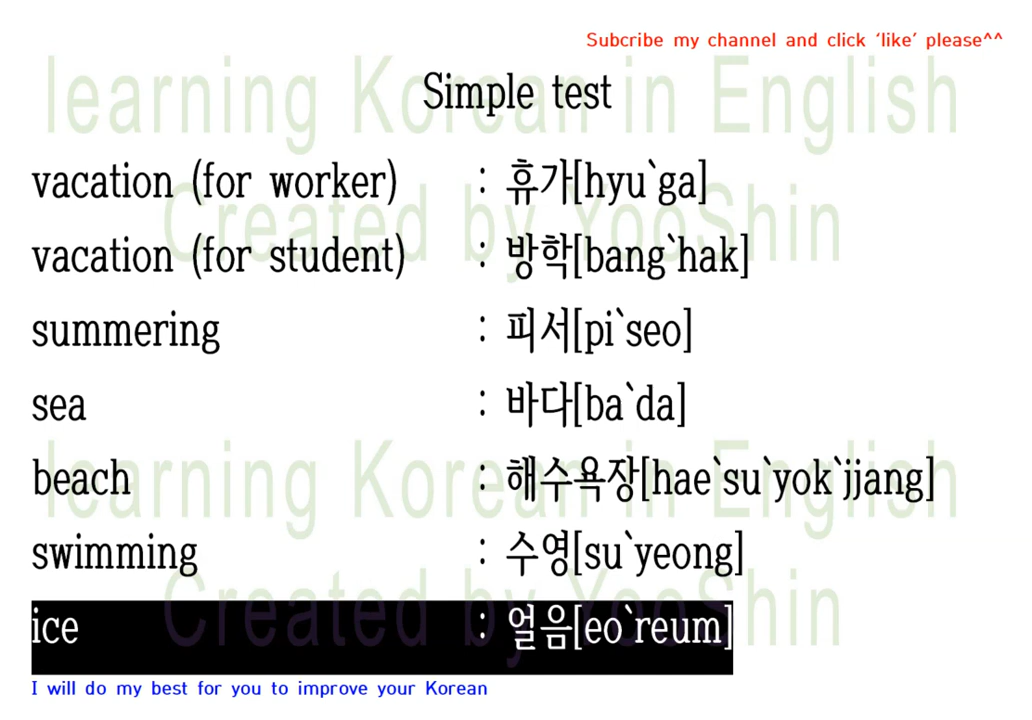 Subcribe my channel and click 'like' please^^
learning Korean in English
Simple test
vacation (for worker) : 휴가[hyu`ga]
Created by YooShin
vacation (for student) : 방학[bang`hak]
summering : 피서[pi`seo]
sea : 바다[ba`da]
learning Korean in English
beach : 해수욕장[hae`su`yok`jjang]
swimming : 수영[su`yeong]
Created by YooShin
ice : 얼음[eo`reum]
I will do my best for you to improve your Korean